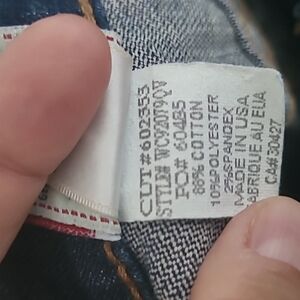 CUT# 602353
STYLE# WC920Y9QV
PO# 60485
88% COTTON
10%POLYESTER
2%SPANDEX
MADE IN USA
FABRIQUE AU EUA
CA#30427